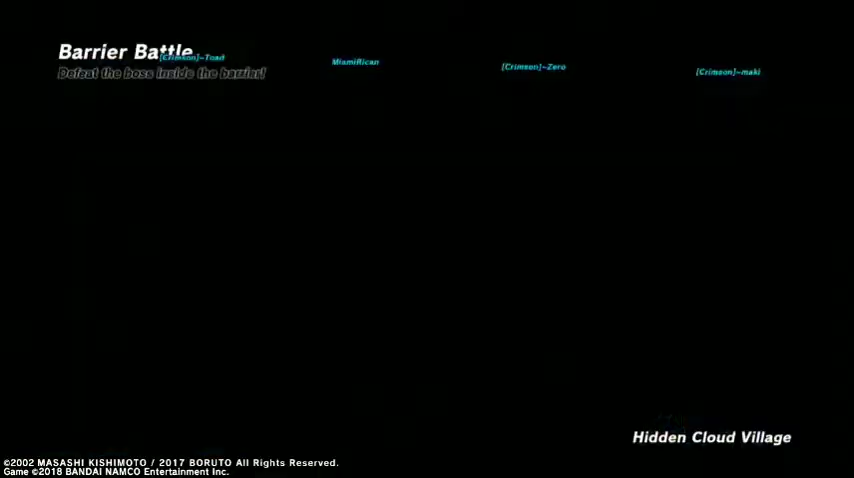 Barrier Battle
[Crimson]~Toad
Defeat the boss inside the barrier!
MiamiRican
[Crimson]~Zero
[Crimson]~maki
Hidden Cloud Village
©2002 MASASHI KISHIMOTO / 2017 BORUTO All Rights Reserved.
Game ©2018 BANDAI NAMCO Entertainment Inc.